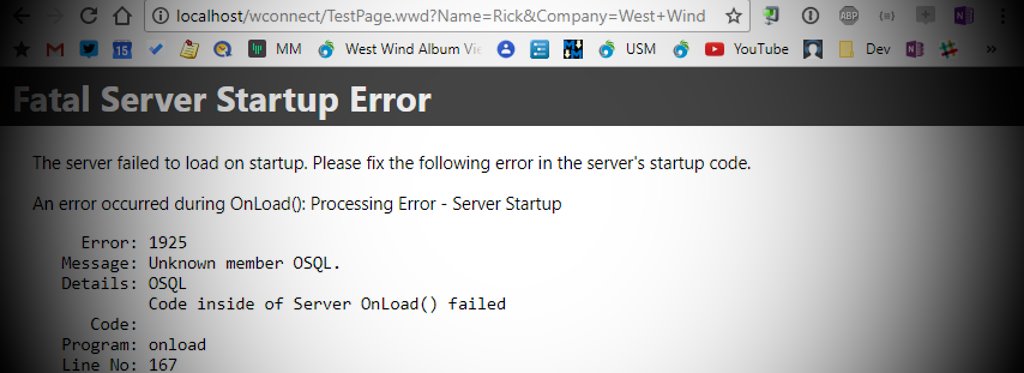 localhost/wconnect/TestPage.wwd?Name=Rick&Company=West+Wind
ABP
15
MM
West Wind Album Vie
USM
YouTube
Dev
»
Fatal Server Startup Error
The server failed to load on startup. Please fix the following error in the server's startup code.
An error occurred during OnLoad(): Processing Error - Server Startup
Error: 1925
Message: Unknown member OSQL.
Details: OSQL
Code inside of Server OnLoad() failed
Code:
Program: onload
Line No: 167